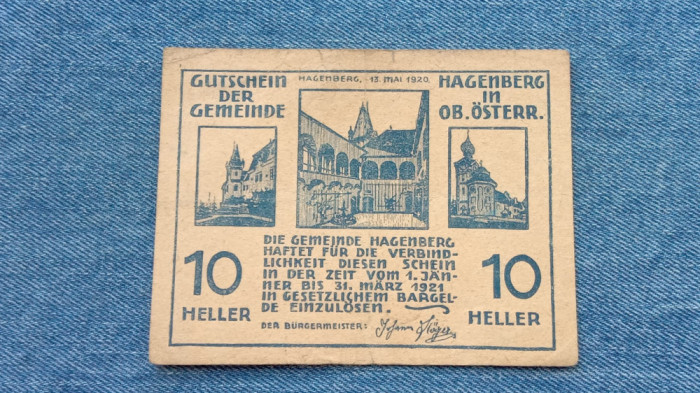 GUTSCHEIN
DER
GEMEINDE
HAGENBERG, 13. MAI 1920.
HAGENBERG
IN
OB. ÖSTERR.
DIE GEMEINDE HAGENBERG
HAFTET FÜR DIE VERBIND-
LICHKEIT DIESEN SCHEIN
IN DER ZEIT VOM 1. JÄN-
NER BIS 31. MÄRZ 1921
IN GESETZLICHEM BARGEL-
DE EINZULÖSEN.
10
HELLER
10
HELLER
DER BÜRGERMEISTER: Johann